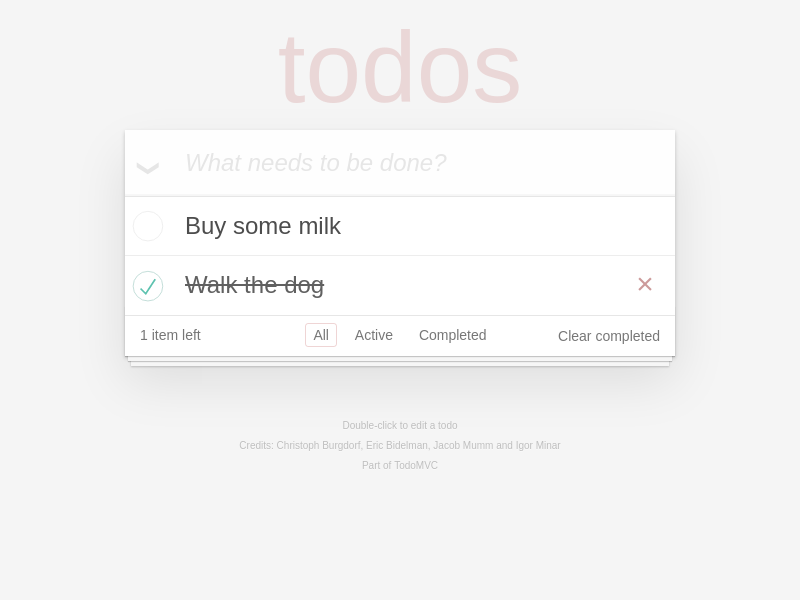 todos
What needs to be done?
Buy some milk
Walk the dog
1 item left All Active Completed Clear completed
Double-click to edit a todo
Credits: Christoph Burgdorf, Eric Bidelman, Jacob Mumm and Igor Minar
Part of TodoMVC